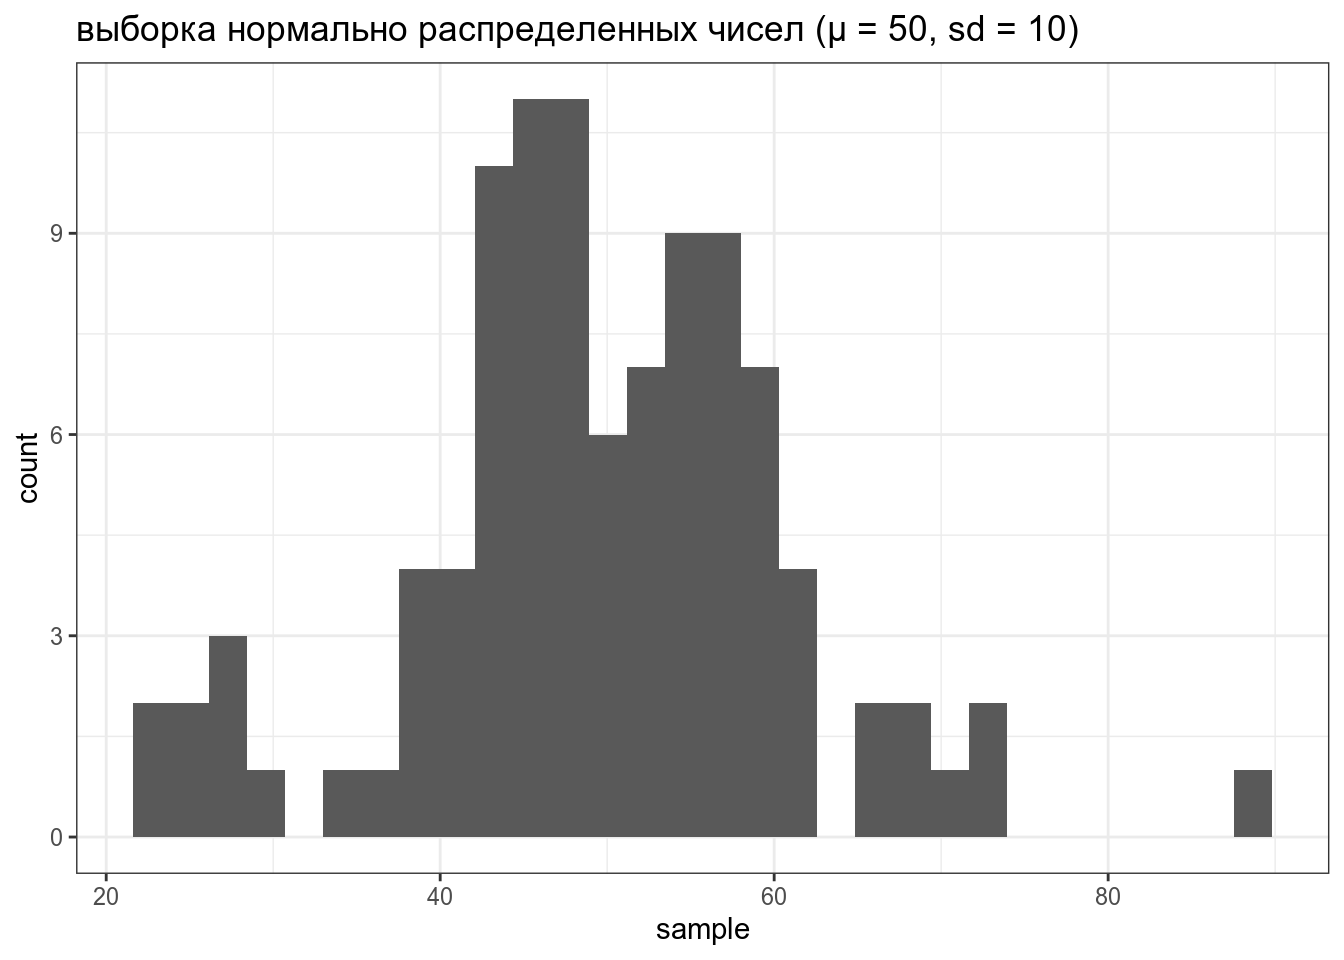 выборка нормально распределенных чисел (μ = 50, sd = 10)
9
6
3
0
count
20 40 60 80
sample